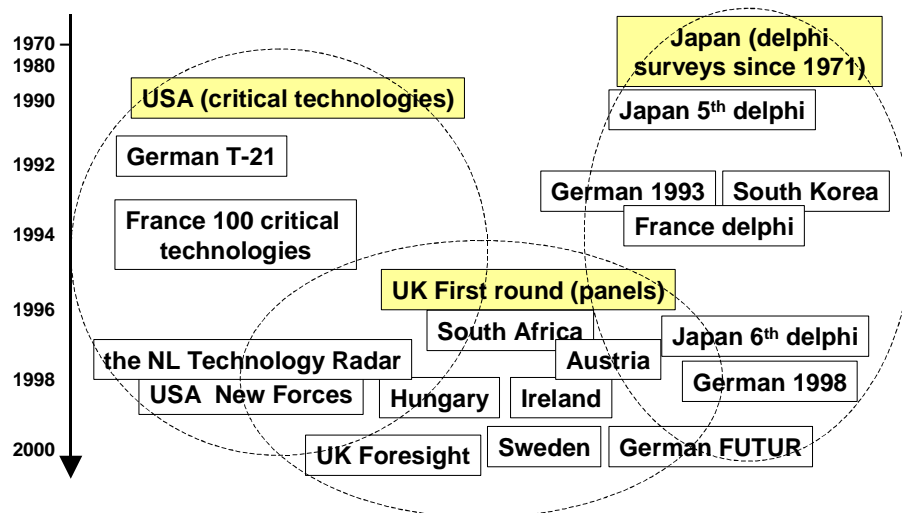 1970
1980
1990
1992
1994
1996
1998
2000
Japan (delphi
surveys since 1971)
USA (critical technologies)
Japan 5th delphi
German T-21
German 1993
South Korea
France 100 critical
technologies
France delphi
UK First round (panels)
South Africa
Japan 6th delphi
the NL Technology Radar
Austria
USA  New Forces
Hungary
Ireland
German 1998
UK Foresight
Sweden
German FUTUR